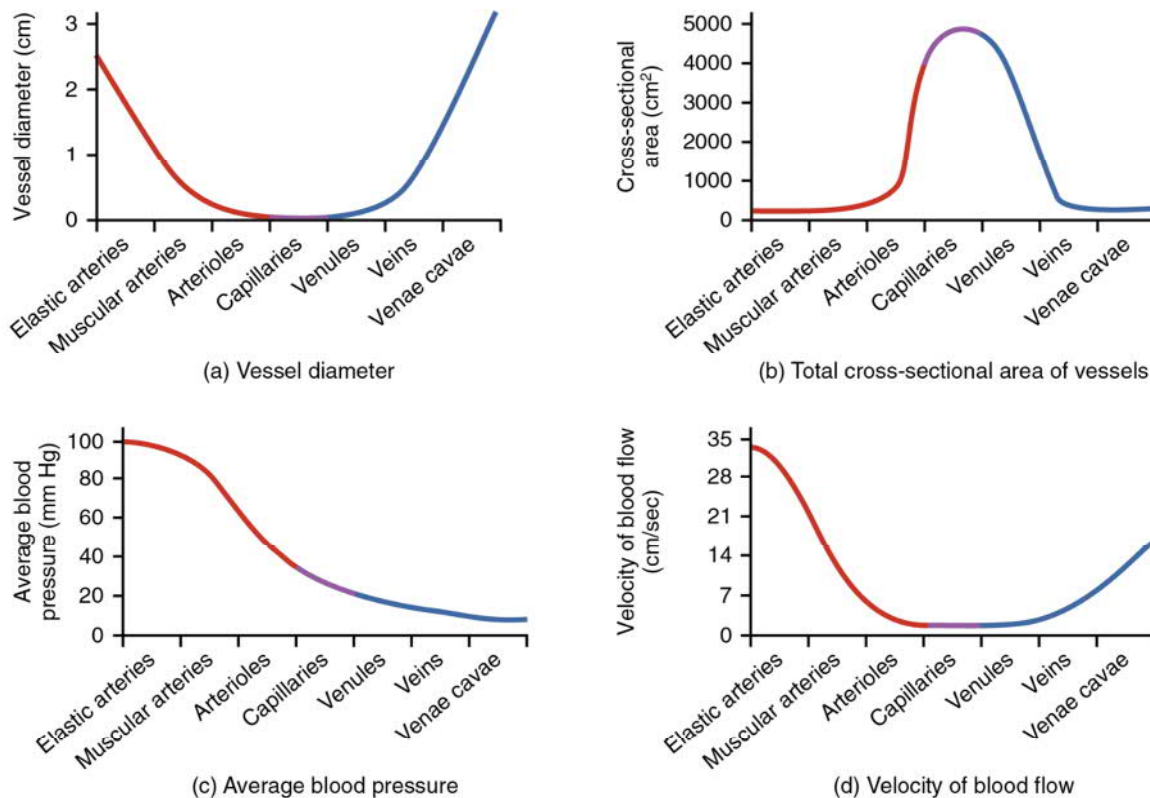 Vessel diameter (cm)
3
2
1
0
Elastic arteries
Muscular arteries
Arterioles
Capillaries
Venules
Veins
Venae cavae
(a) Vessel diameter
Cross-sectional
area (cm²)
5000
4000
3000
2000
1000
0
Elastic arteries
Muscular arteries
Arterioles
Capillaries
Venules
Veins
Venae cavae
(b) Total cross-sectional area of vessels
Average blood
pressure (mm Hg)
100
80
60
40
20
0
Elastic arteries
Muscular arteries
Arterioles
Capillaries
Venules
Veins
Venae cavae
(c) Average blood pressure
Velocity of blood flow
(cm/sec)
35
28
21
14
7
0
Elastic arteries
Muscular arteries
Arterioles
Capillaries
Venules
Veins
Venae cavae
(d) Velocity of blood flow